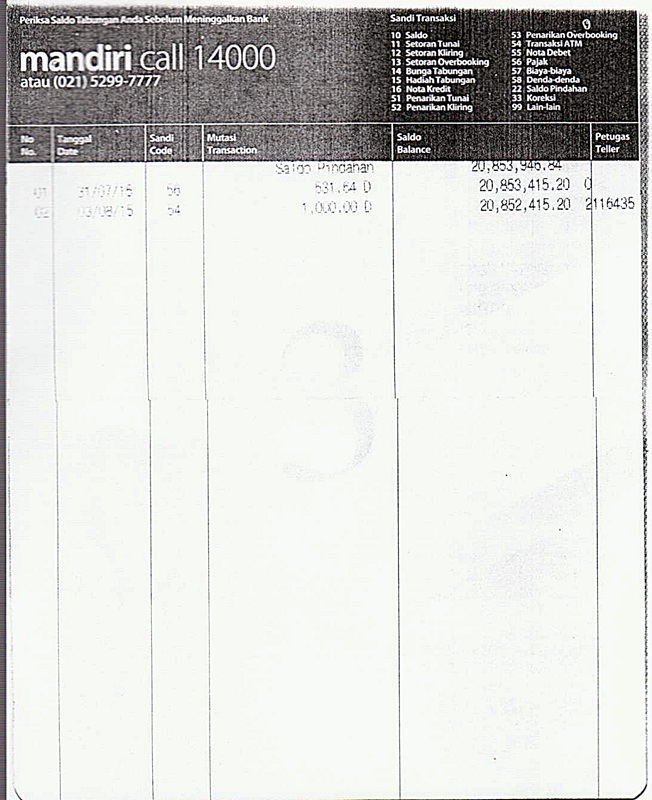 Periksa Saldo Tabungan Anda Sebelum Meninggalkan Bank
mandiri call 14000
atau (021) 5299-7777
Sandi Transaksi
10 Saldo
11 Setoran Tunai
12 Setoran Kliring
13 Setoran Overbooking
14 Bunga Tabungan
15 Hadiah Tabungan
16 Nota Kredit
51 Penarikan Tunai
52 Penarikan Kliring
53 Penarikan Overbooking
54 Transaksi ATM
55 Nota Debet
56 Pajak
57 Biaya-biaya
58 Denda-denda
22 Saldo Pindahan
33 Koreksi
99 Lain-lain
No Tanggal Sandi Mutasi Saldo Petugas
No. Date Code Transaction Balance Teller
Saldo Pindahan 20,853,946.84
01 31/07/15 56 531.64 D 20,853,415.20 0
02 03/08/15 54 1,000.00 D 20,852,415.20 2116435
3